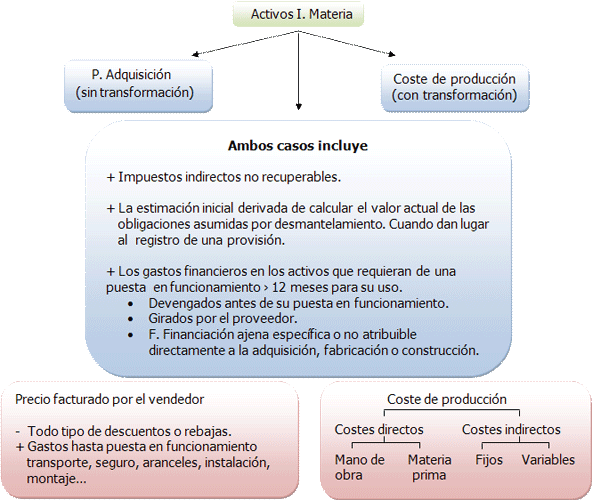 Activos I. Materia
P. Adquisición
(sin transformación)
Coste de producción
(con transformación)
Ambos casos incluye
+ Impuestos indirectos no recuperables.
+ La estimación inicial derivada de calcular el valor actual de las
obligaciones asumidas por desmantelamiento. Cuando dan lugar
al registro de una provisión.
+ Los gastos financieros en los activos que requieran de una
puesta en funcionamiento > 12 meses para su uso.
• Devengados antes de su puesta en funcionamiento.
• Girados por el proveedor.
• F. Financiación ajena específica o no atribuible
directamente a la adquisición, fabricación o construcción.
Precio facturado por el vendedor
- Todo tipo de descuentos o rebajas.
+ Gastos hasta puesta en funcionamiento
transporte, seguro, aranceles, instalación,
montaje...
Coste de producción
Costes directos Costes indirectos
Mano de Materia Fijos Variables
obra prima